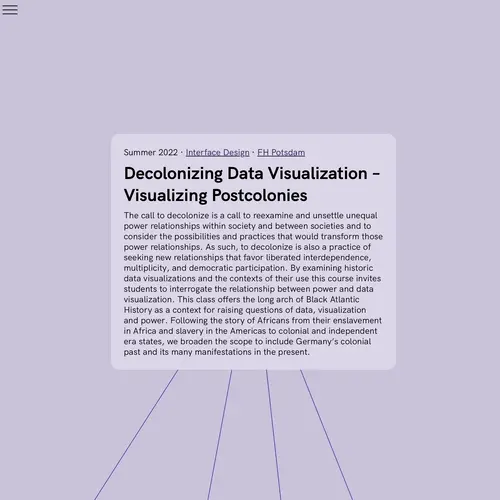 Summer 2022 · Interface Design · FH Potsdam
Decolonizing Data Visualization –
Visualizing Postcolonies
The call to decolonize is a call to reexamine and unsettle unequal
power relationships within society and between societies and to
consider the possibilities and practices that would transform those
power relationships. As such, to decolonize is also a practice of
seeking new relationships that favor liberated interdependence,
multiplicity, and democratic participation. By examining historic
data visualizations and the contexts of their use this course invites
students to interrogate the relationship between power and data
visualization. This class offers the long arch of Black Atlantic
History as a context for raising questions of data, visualization
and power. Following the story of Africans from their enslavement
in Africa and slavery in the Americas to colonial and independent
era states, we broaden the scope to include Germany's colonial
past and its many manifestations in the present.